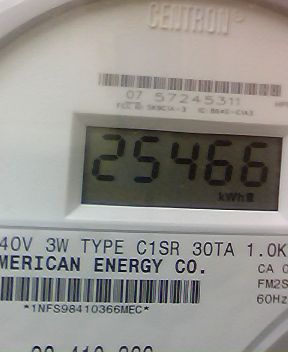 CENTRON®
07 57245311
25466
kWh
40V 3W TYPE C1SR 30TA 1.0K
MERICAN ENERGY CO.
CA 0
FM2S
60Hz
*1NFS98410366MEC*